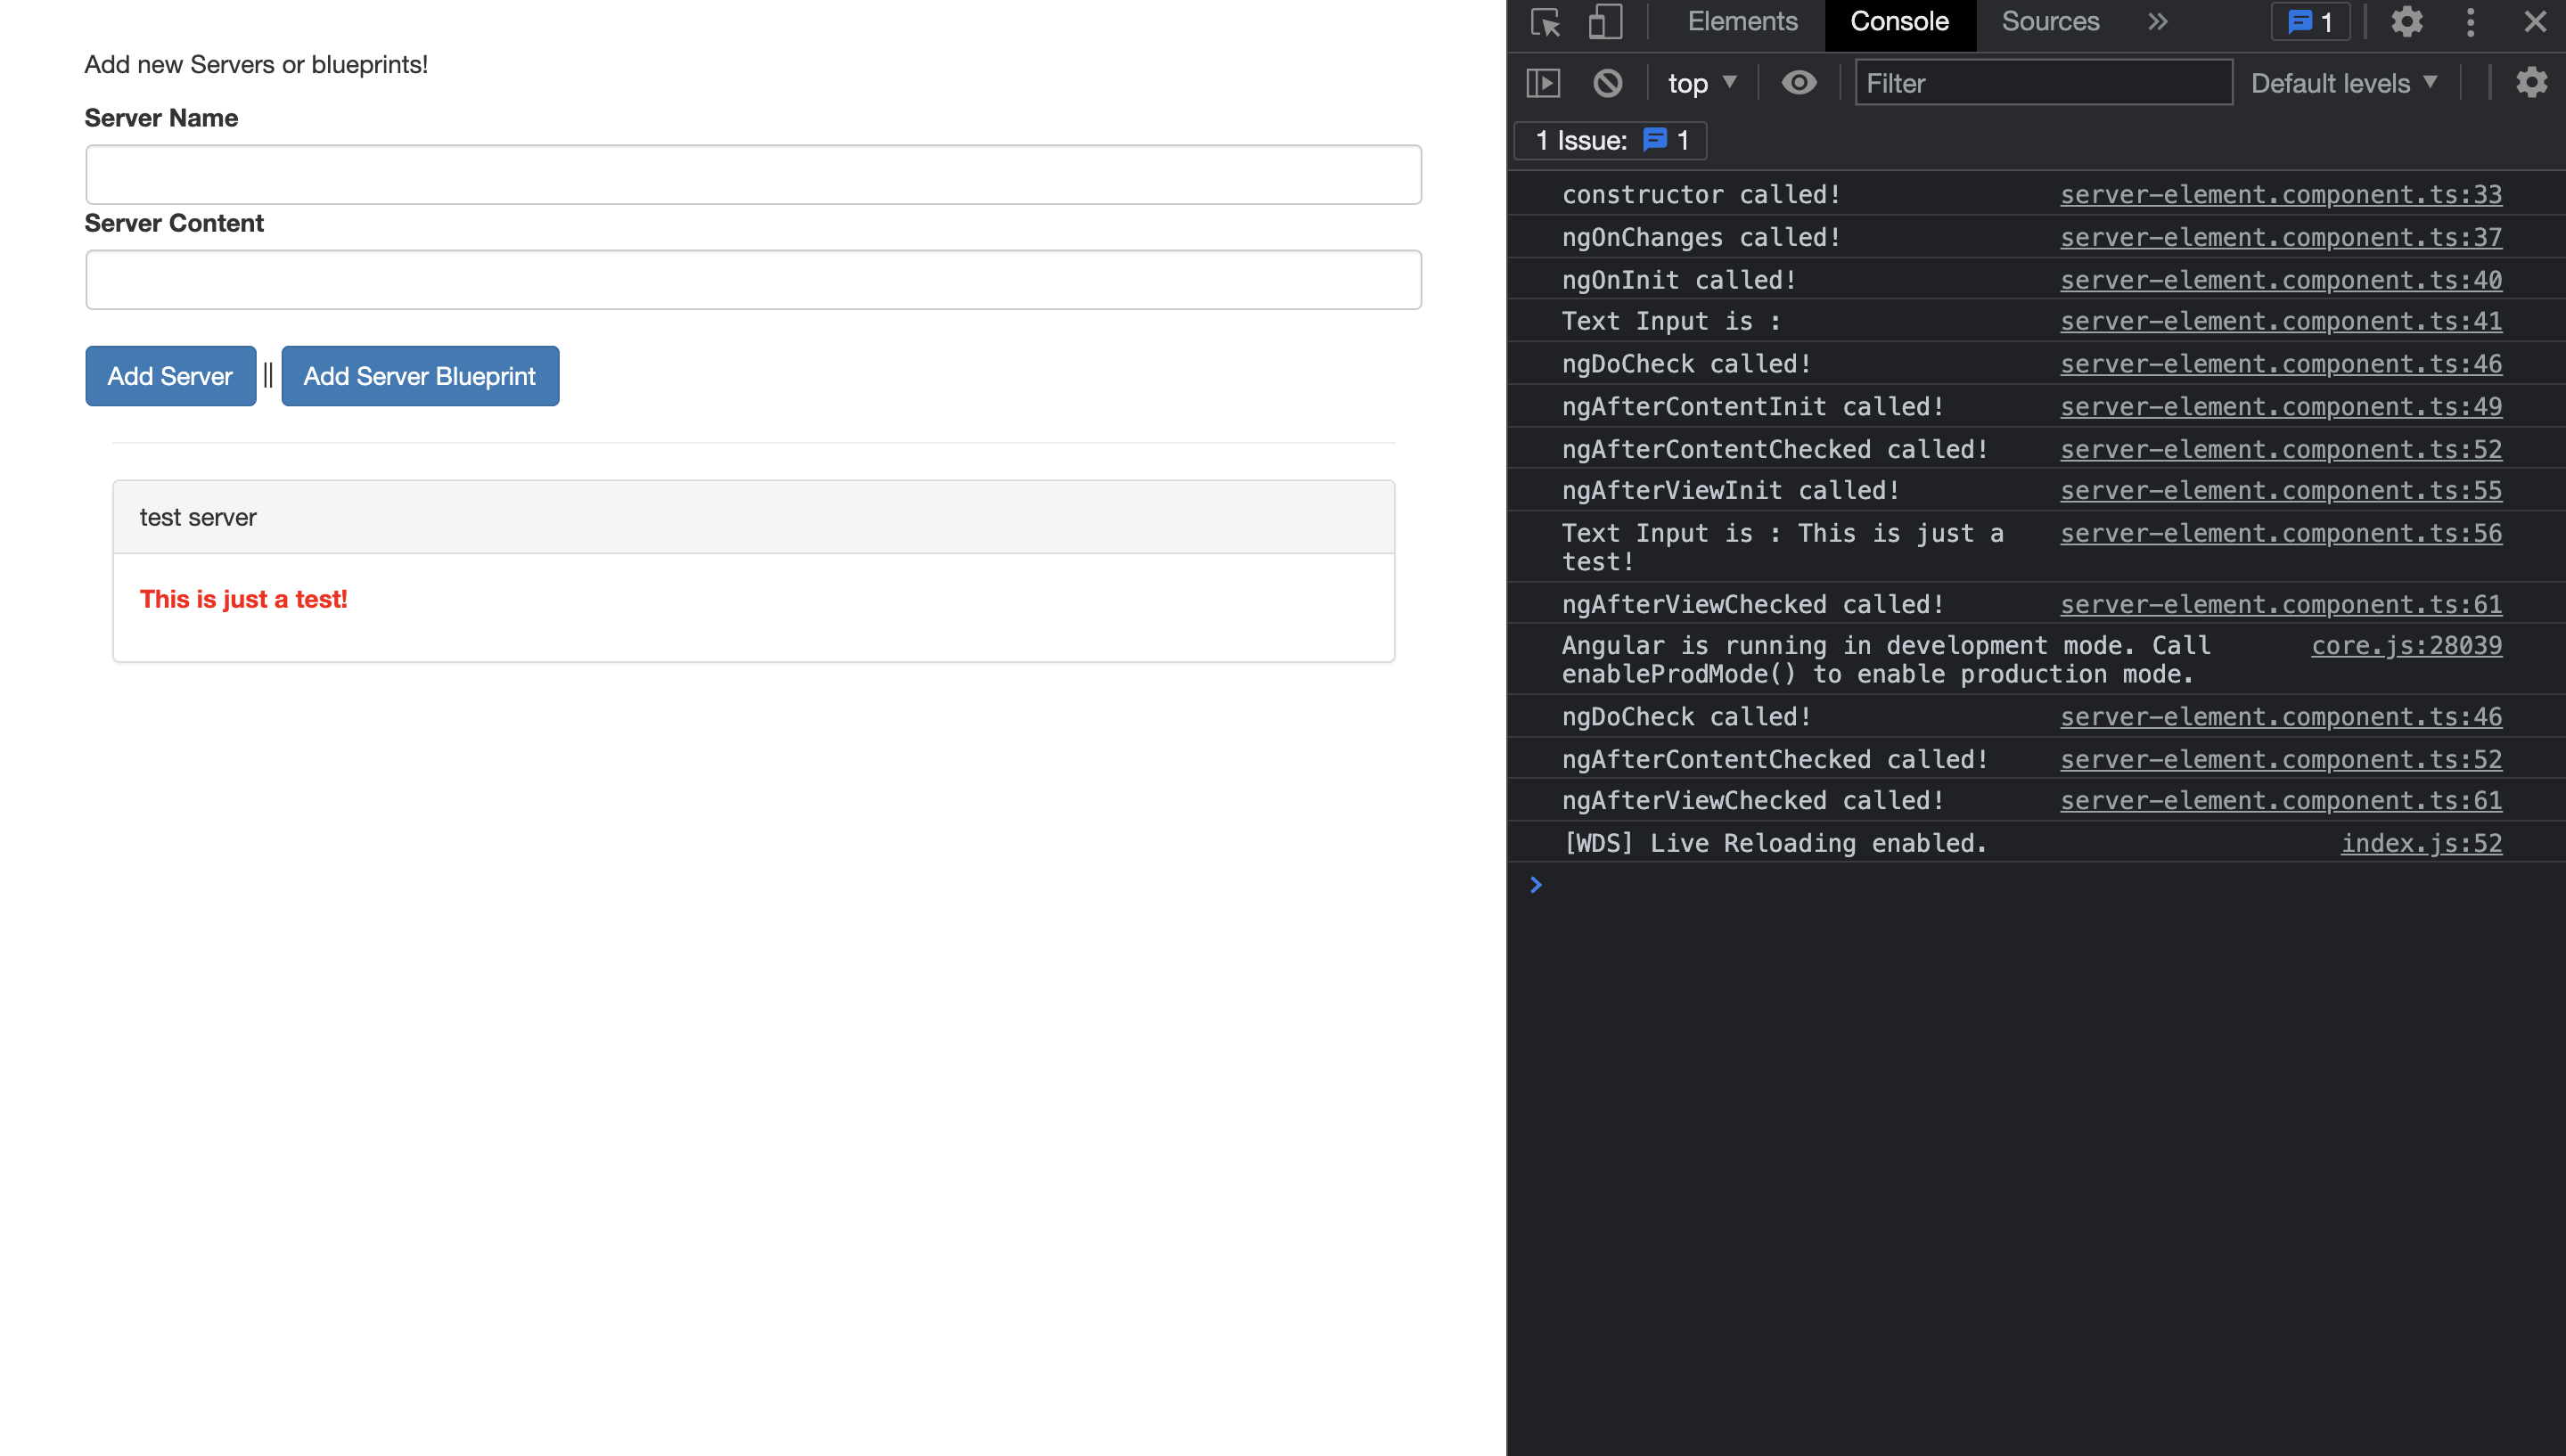 Add new Servers or blueprints!
Server Name
Server Content
Add Server || Add Server Blueprint
test server
This is just a test!
Elements Console Sources 1
top Filter Default levels
1 Issue: 1
constructor called! server-element.component.ts:33
ngOnChanges called! server-element.component.ts:37
ngOnInit called! server-element.component.ts:40
Text Input is : server-element.component.ts:41
ngDoCheck called! server-element.component.ts:46
ngAfterContentInit called! server-element.component.ts:49
ngAfterContentChecked called! server-element.component.ts:52
ngAfterViewInit called! server-element.component.ts:55
Text Input is : This is just a server-element.component.ts:56
test!
ngAfterViewChecked called! server-element.component.ts:61
Angular is running in development mode. Call core.js:28039
enableProdMode() to enable production mode.
ngDoCheck called! server-element.component.ts:46
ngAfterContentChecked called! server-element.component.ts:52
ngAfterViewChecked called! server-element.component.ts:61
[WDS] Live Reloading enabled. index.js:52